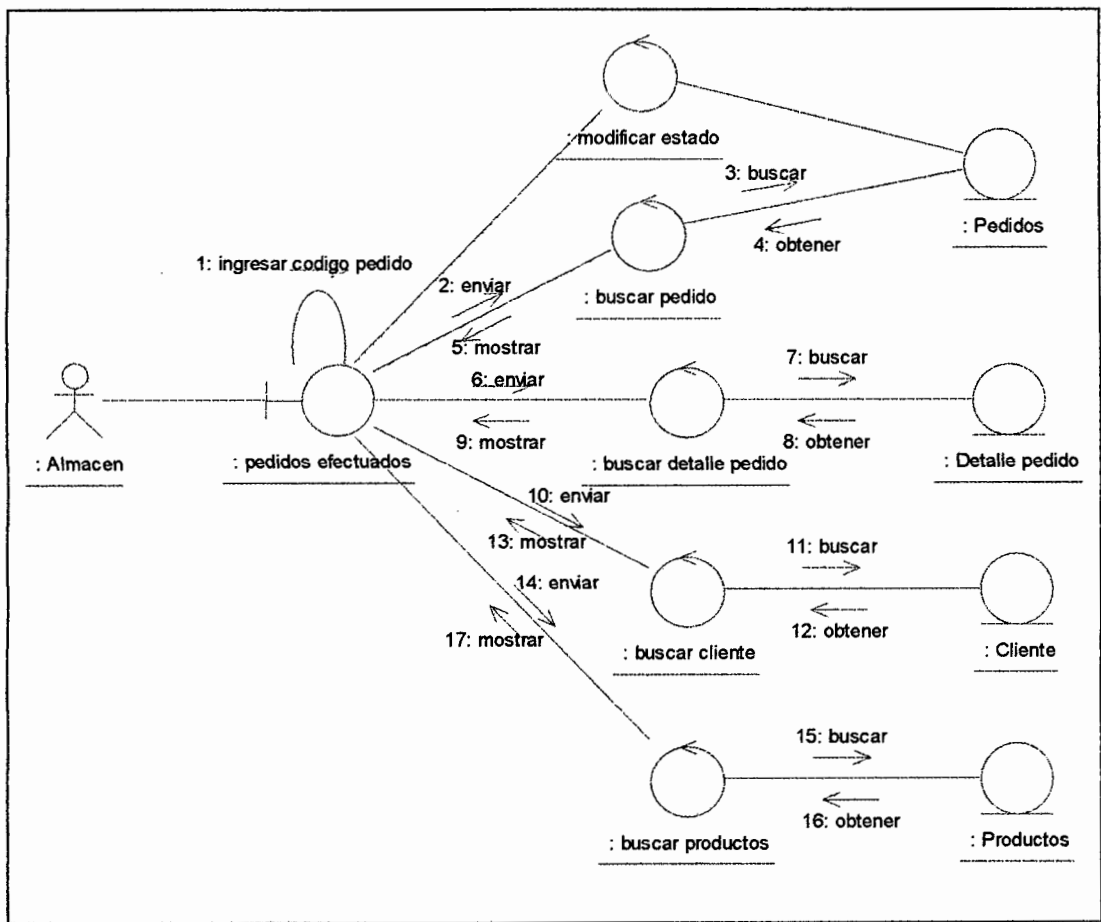 : modificar estado
3: buscar
: Pedidos
4: obtener
1: ingresar codigo pedido
2: enviar
: buscar pedido
5: mostrar
6: enviar
7: buscar
9: mostrar
8: obtener
: Almacen
: pedidos efectuados
: buscar detalle pedido
: Detalle pedido
10: enviar
13: mostrar
11: buscar
14: enviar
12: obtener
17: mostrar
: buscar cliente
: Cliente
15: buscar
16: obtener
: buscar productos
: Productos